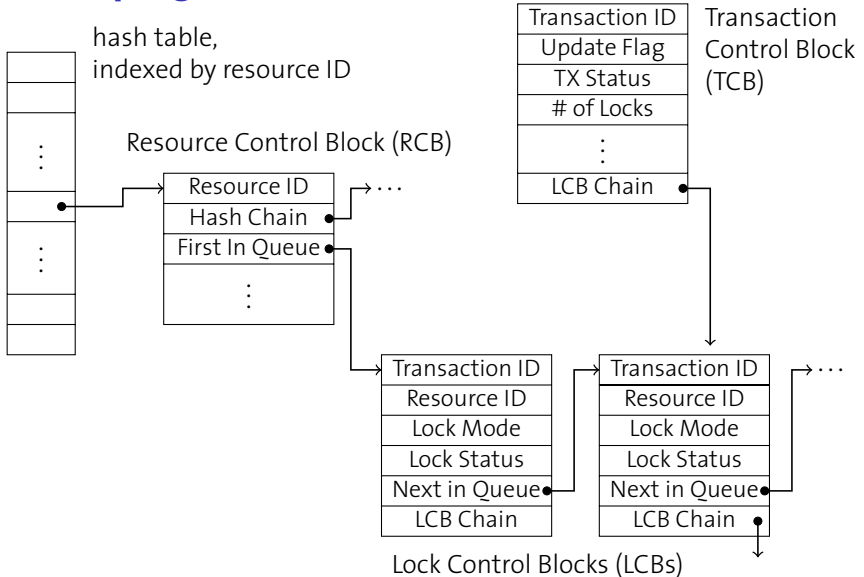 hash table,
indexed by resource ID
⋮
⋮
Resource Control Block (RCB)
Resource ID
Hash Chain
First In Queue
⋮
···
Transaction ID
Update Flag
TX Status
# of Locks
⋮
LCB Chain
Transaction
Control Block
(TCB)
Transaction ID
Resource ID
Lock Mode
Lock Status
Next in Queue
LCB Chain
Transaction ID
Resource ID
Lock Mode
Lock Status
Next in Queue
LCB Chain
···
Lock Control Blocks (LCBs)